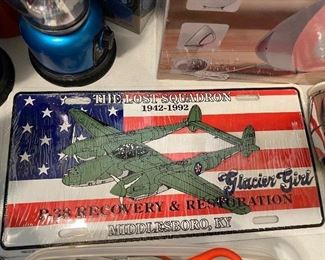 THE LOST SQUADRON
1942-1992
Glacier Girl
P-38 RECOVERY & RESTORATION
MIDDLESBORO, KY